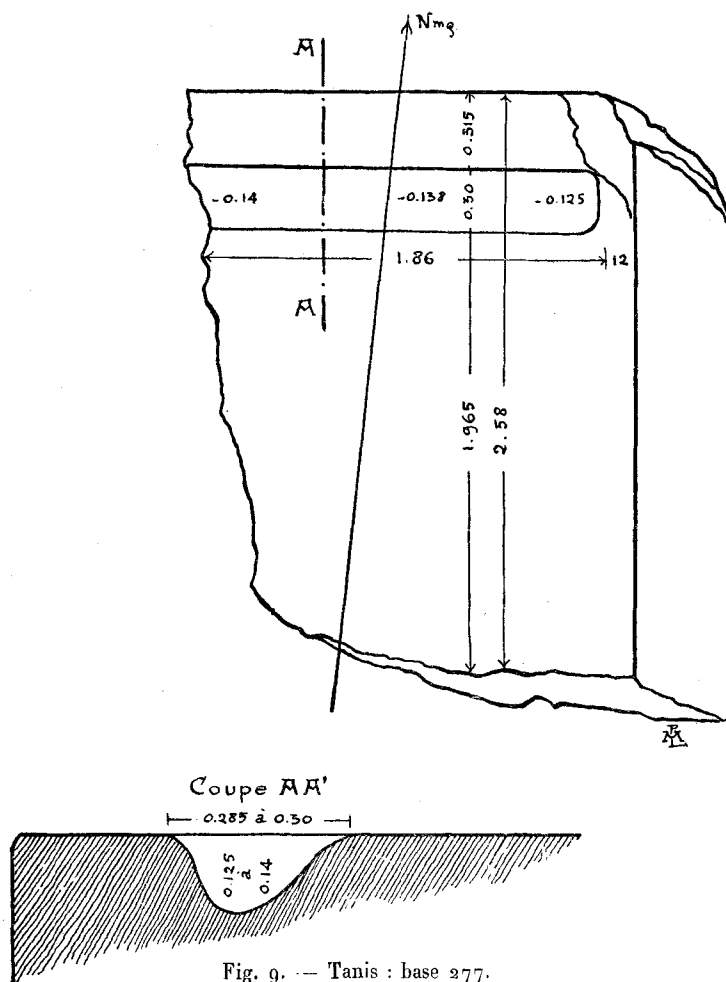 Nmg
A
0.315
0.30
-0.14
-0.138
-0.125
1.86
12
A
1.965
2.58
Coupe AA'
0.285 à 0.30
0.125
à
0.14
Fig. 9. — Tanis : base 277.